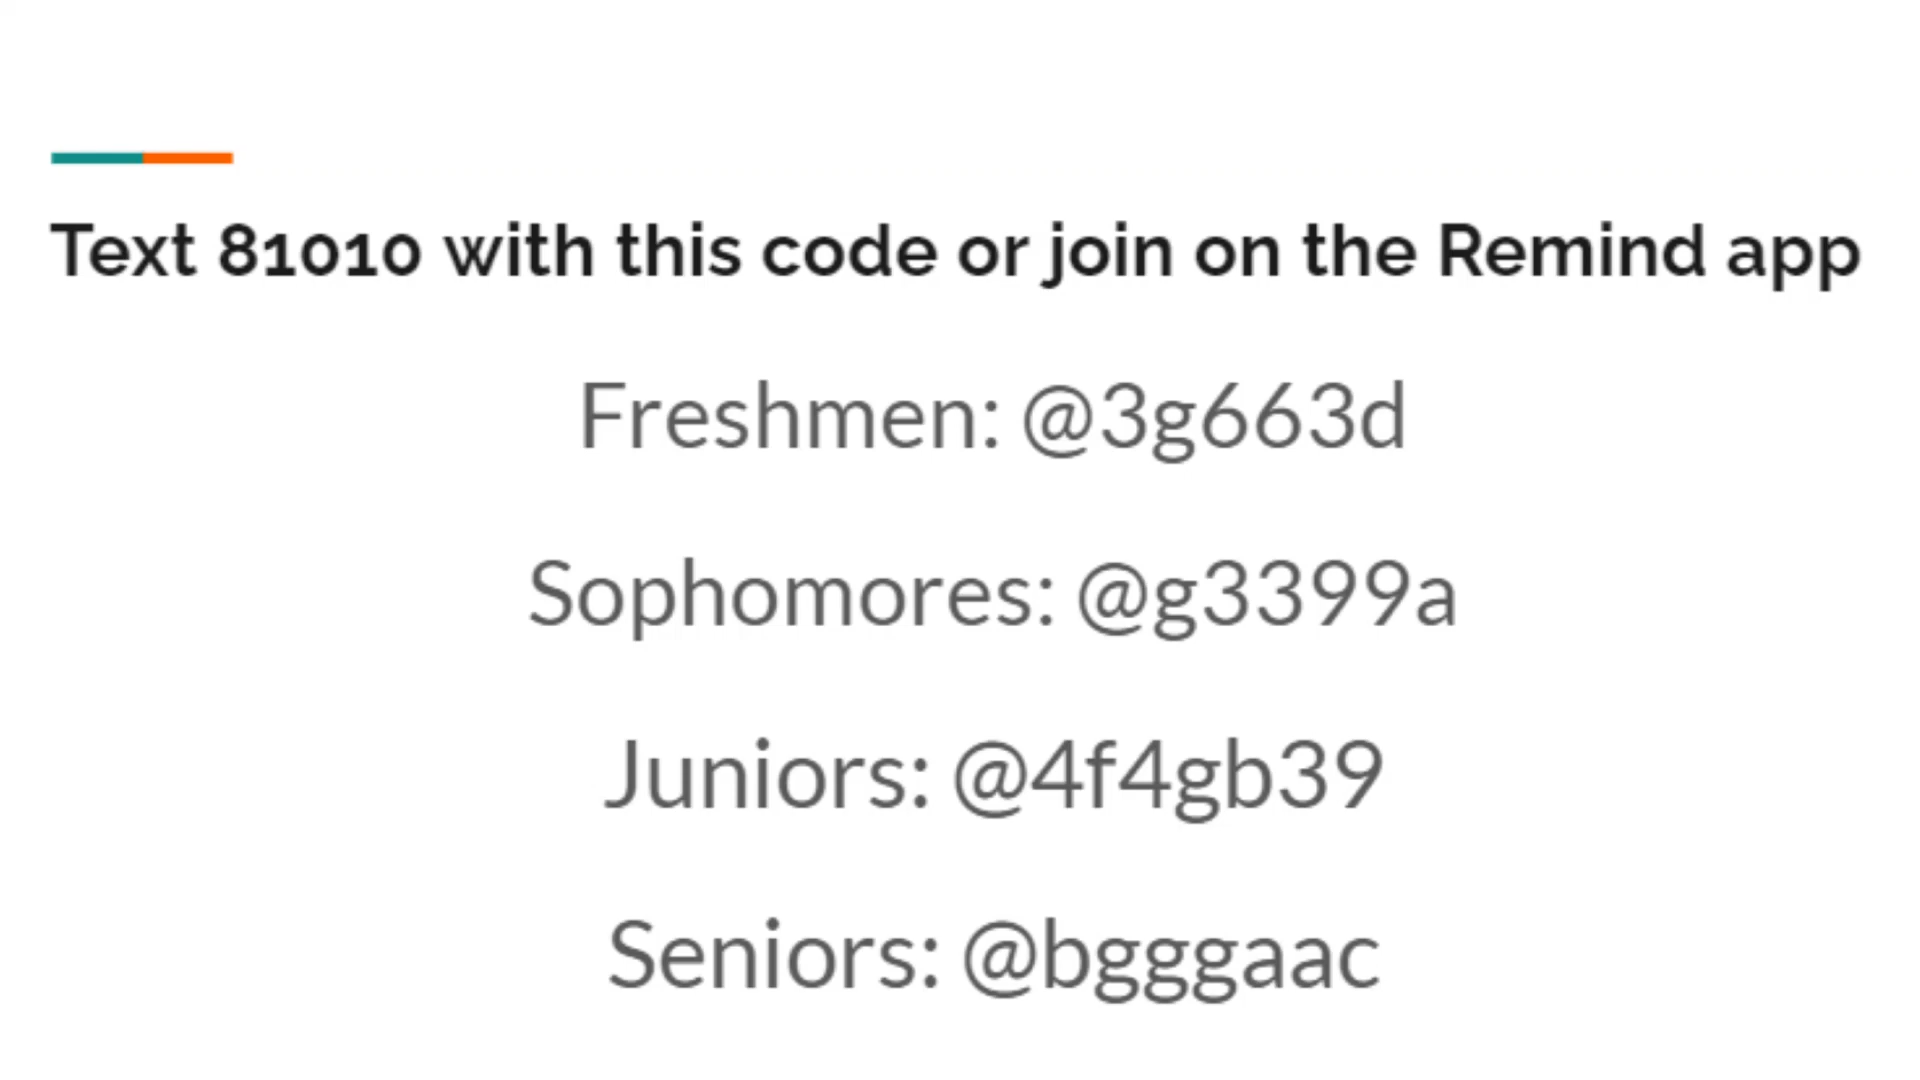 Text 81010 with this code or join on the Remind app
Freshmen: @3g663d
Sophomores: @g3399a
Juniors: @4f4gb39
Seniors: @bgggaac